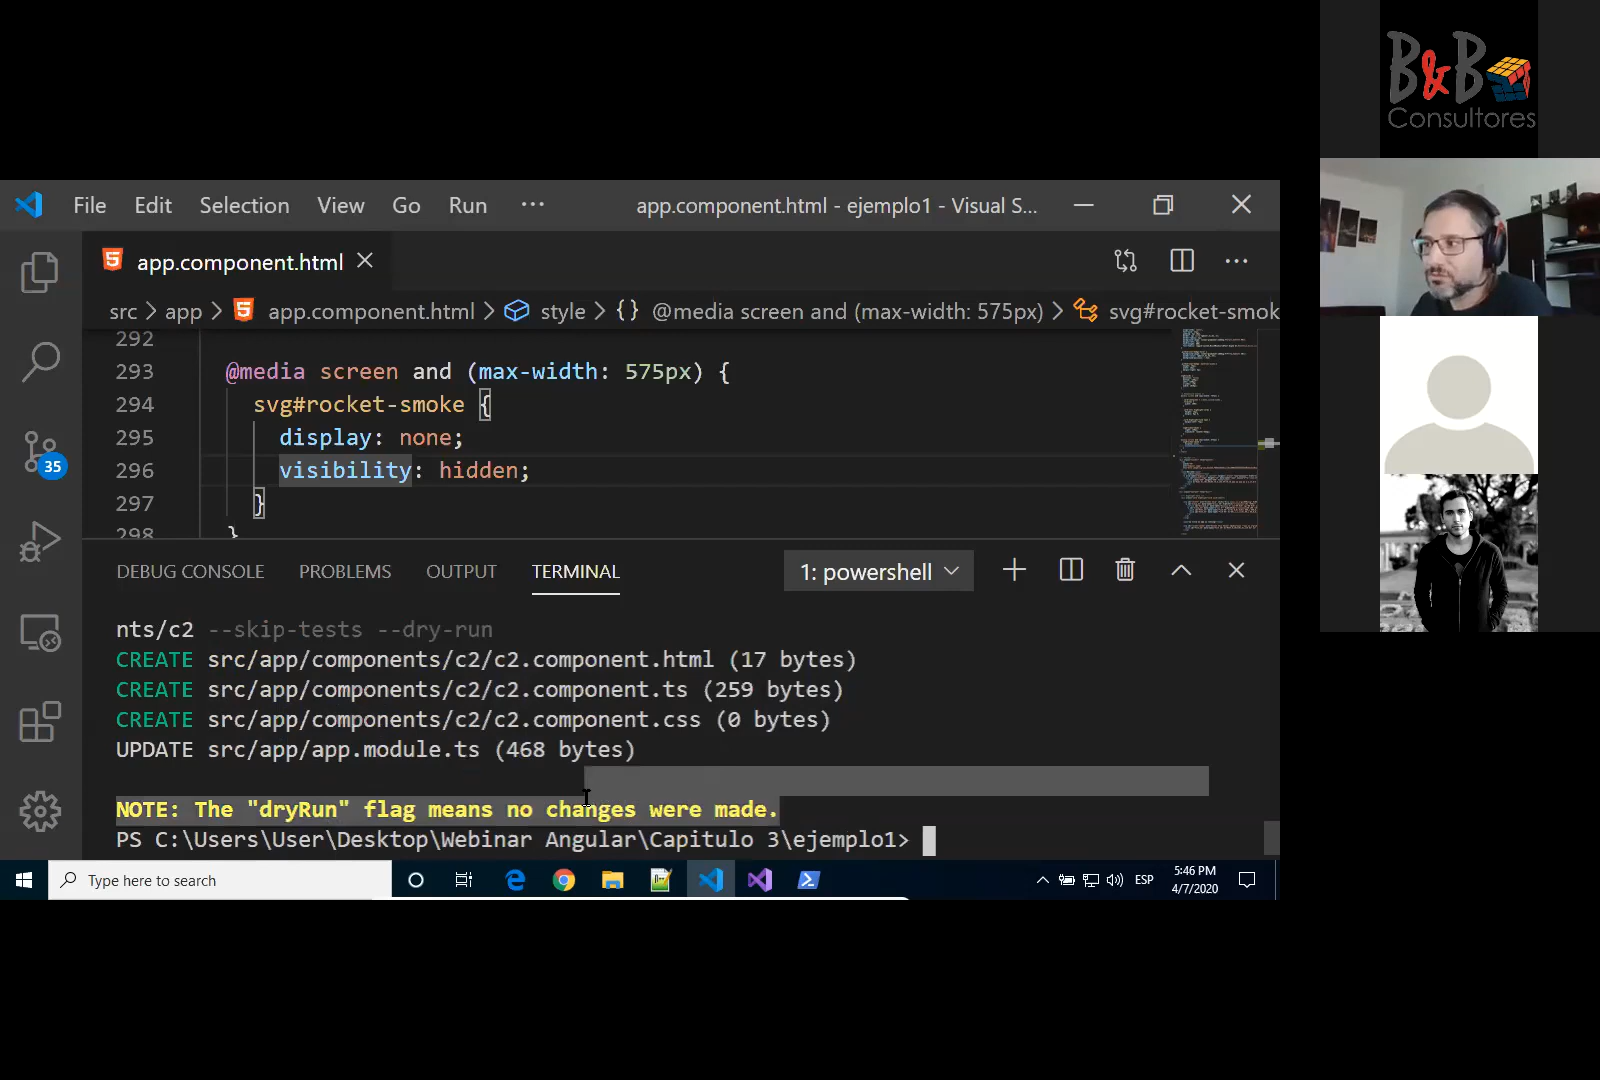 B&B
Consultores
File Edit Selection View Go Run ··· app.component.html - ejemplo1 - Visual S...
app.component.html
src > app > app.component.html > style > {} @media screen and (max-width: 575px) > svg#rocket-smok
292
293 @media screen and (max-width: 575px) {
294 svg#rocket-smoke {
295 display: none;
296 visibility: hidden;
297 }
298 }
35
DEBUG CONSOLE PROBLEMS OUTPUT TERMINAL 1: powershell
nts/c2 --skip-tests --dry-run
CREATE src/app/components/c2/c2.component.html (17 bytes)
CREATE src/app/components/c2/c2.component.ts (259 bytes)
CREATE src/app/components/c2/c2.component.css (0 bytes)
UPDATE src/app/app.module.ts (468 bytes)
NOTE: The "dryRun" flag means no changes were made.
PS C:\Users\User\Desktop\Webinar Angular\Capitulo 3\ejemplo1>
Type here to search
ESP
5:46 PM
4/7/2020